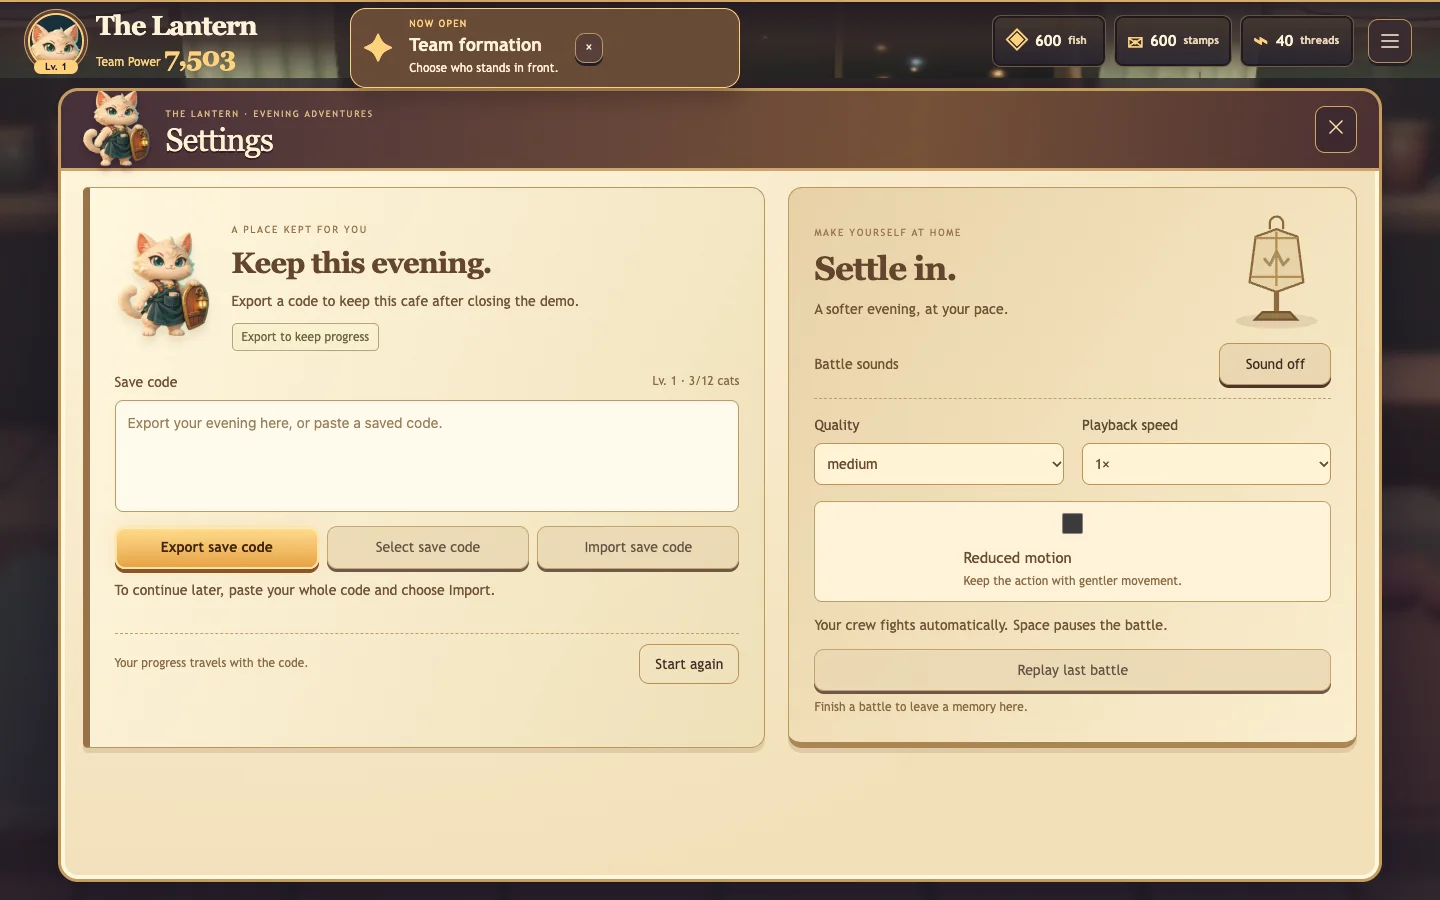 The Lantern
Team Power 7,503
Lv. 1
NOW OPEN
Team formation
Choose who stands in front.
×
600 fish
600 stamps
40 threads
THE LANTERN · EVENING ADVENTURES
Settings
A PLACE KEPT FOR YOU
Keep this evening.
Export a code to keep this cafe after closing the demo.
Export to keep progress
Save code
Lv. 1 · 3/12 cats
Export your evening here, or paste a saved code.
Export save code
Select save code
Import save code
To continue later, paste your whole code and choose Import.
Your progress travels with the code.
Start again
MAKE YOURSELF AT HOME
Settle in.
A softer evening, at your pace.
Battle sounds
Sound off
Quality
Playback speed
medium
1×
Reduced motion
Keep the action with gentler movement.
Your crew fights automatically. Space pauses the battle.
Replay last battle
Finish a battle to leave a memory here.